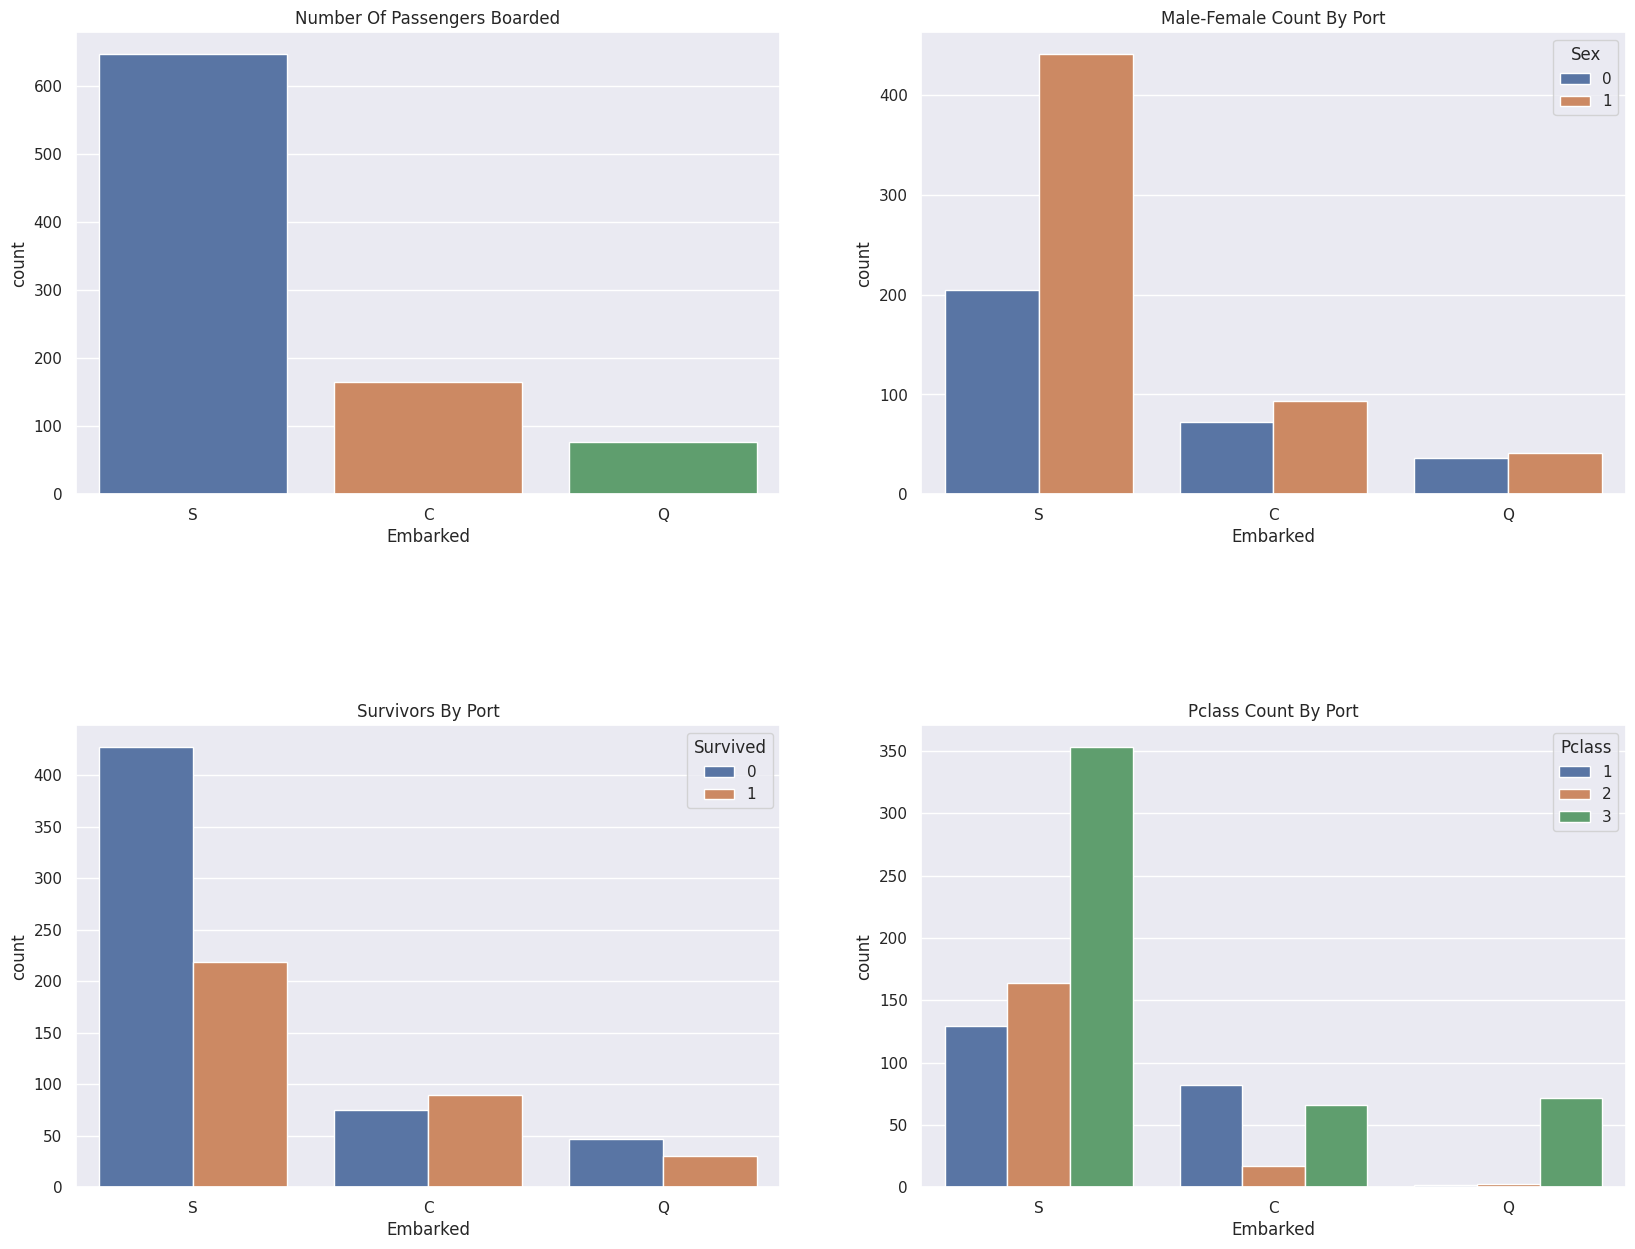 Number Of Passengers Boarded
600
500
400
300
200
100
0
count
S C Q
Embarked
Male-Female Count By Port
Sex
0
1
400
300
200
100
0
count
S C Q
Embarked
Survivors By Port
Survived
0
1
400
350
300
250
200
150
100
50
0
count
S C Q
Embarked
Pclass Count By Port
Pclass
1
2
3
350
300
250
200
150
100
50
0
count
S C Q
Embarked